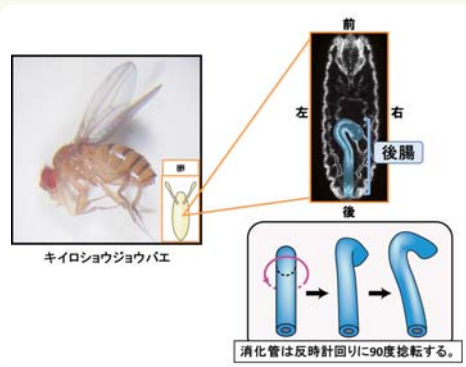 前
左
右
卵
後腸
後
キイロショウジョウバエ
消化管は反時計回りに90度捻転する。